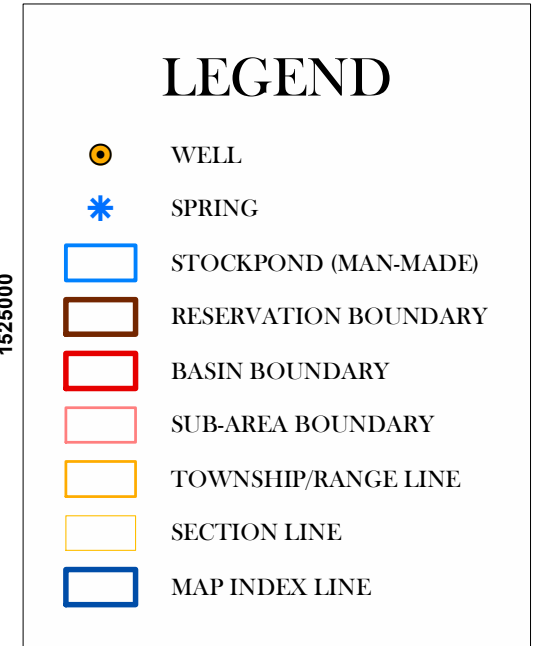 LEGEND
WELL
SPRING
STOCKPOND (MAN-MADE)
RESERVATION BOUNDARY
BASIN BOUNDARY
SUB-AREA BOUNDARY
TOWNSHIP/RANGE LINE
SECTION LINE
MAP INDEX LINE
1525000